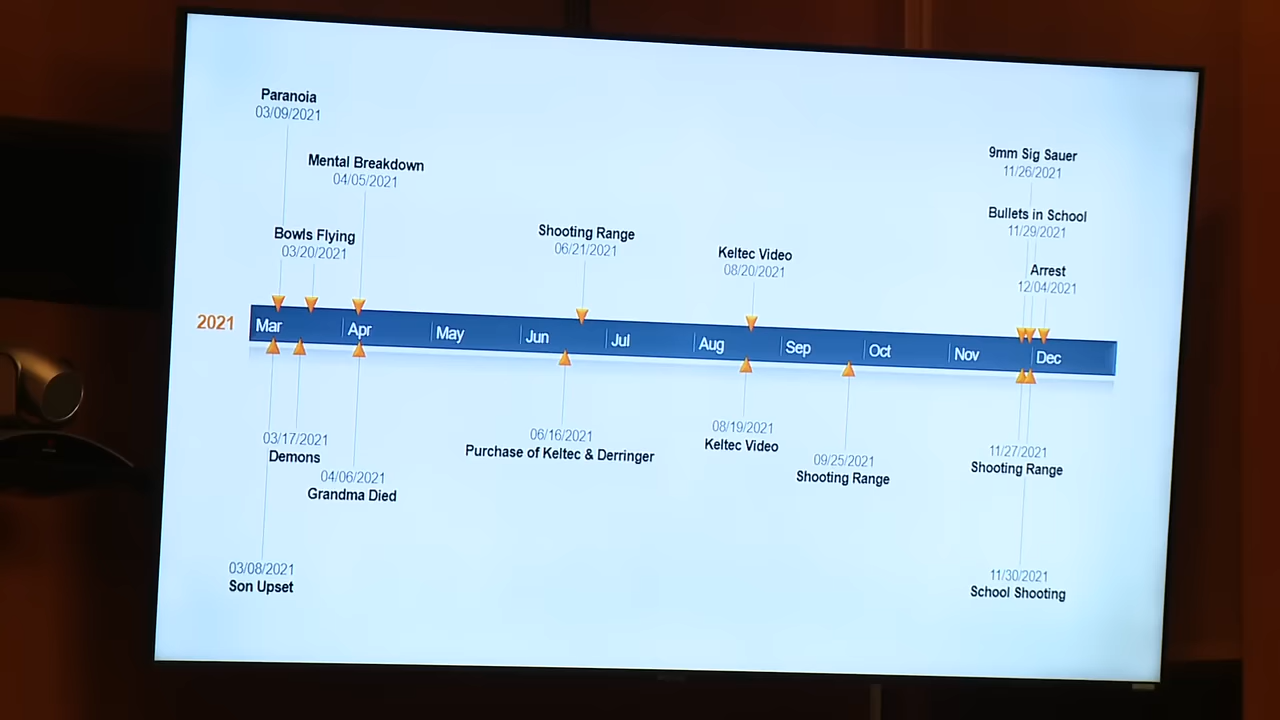 Paranoia
03/09/2021
Mental Breakdown
04/05/2021
Bowls Flying
03/20/2021
Shooting Range
06/21/2021
Keltec Video
08/20/2021
9mm Sig Sauer
11/26/2021
Bullets in School
11/29/2021
Arrest
12/04/2021
2021 Mar Apr May Jun Jul Aug Sep Oct Nov Dec
03/17/2021
Demons
04/06/2021
Grandma Died
03/08/2021
Son Upset
06/16/2021
Purchase of Keltec & Derringer
08/19/2021
Keltec Video
09/25/2021
Shooting Range
11/27/2021
Shooting Range
11/30/2021
School Shooting